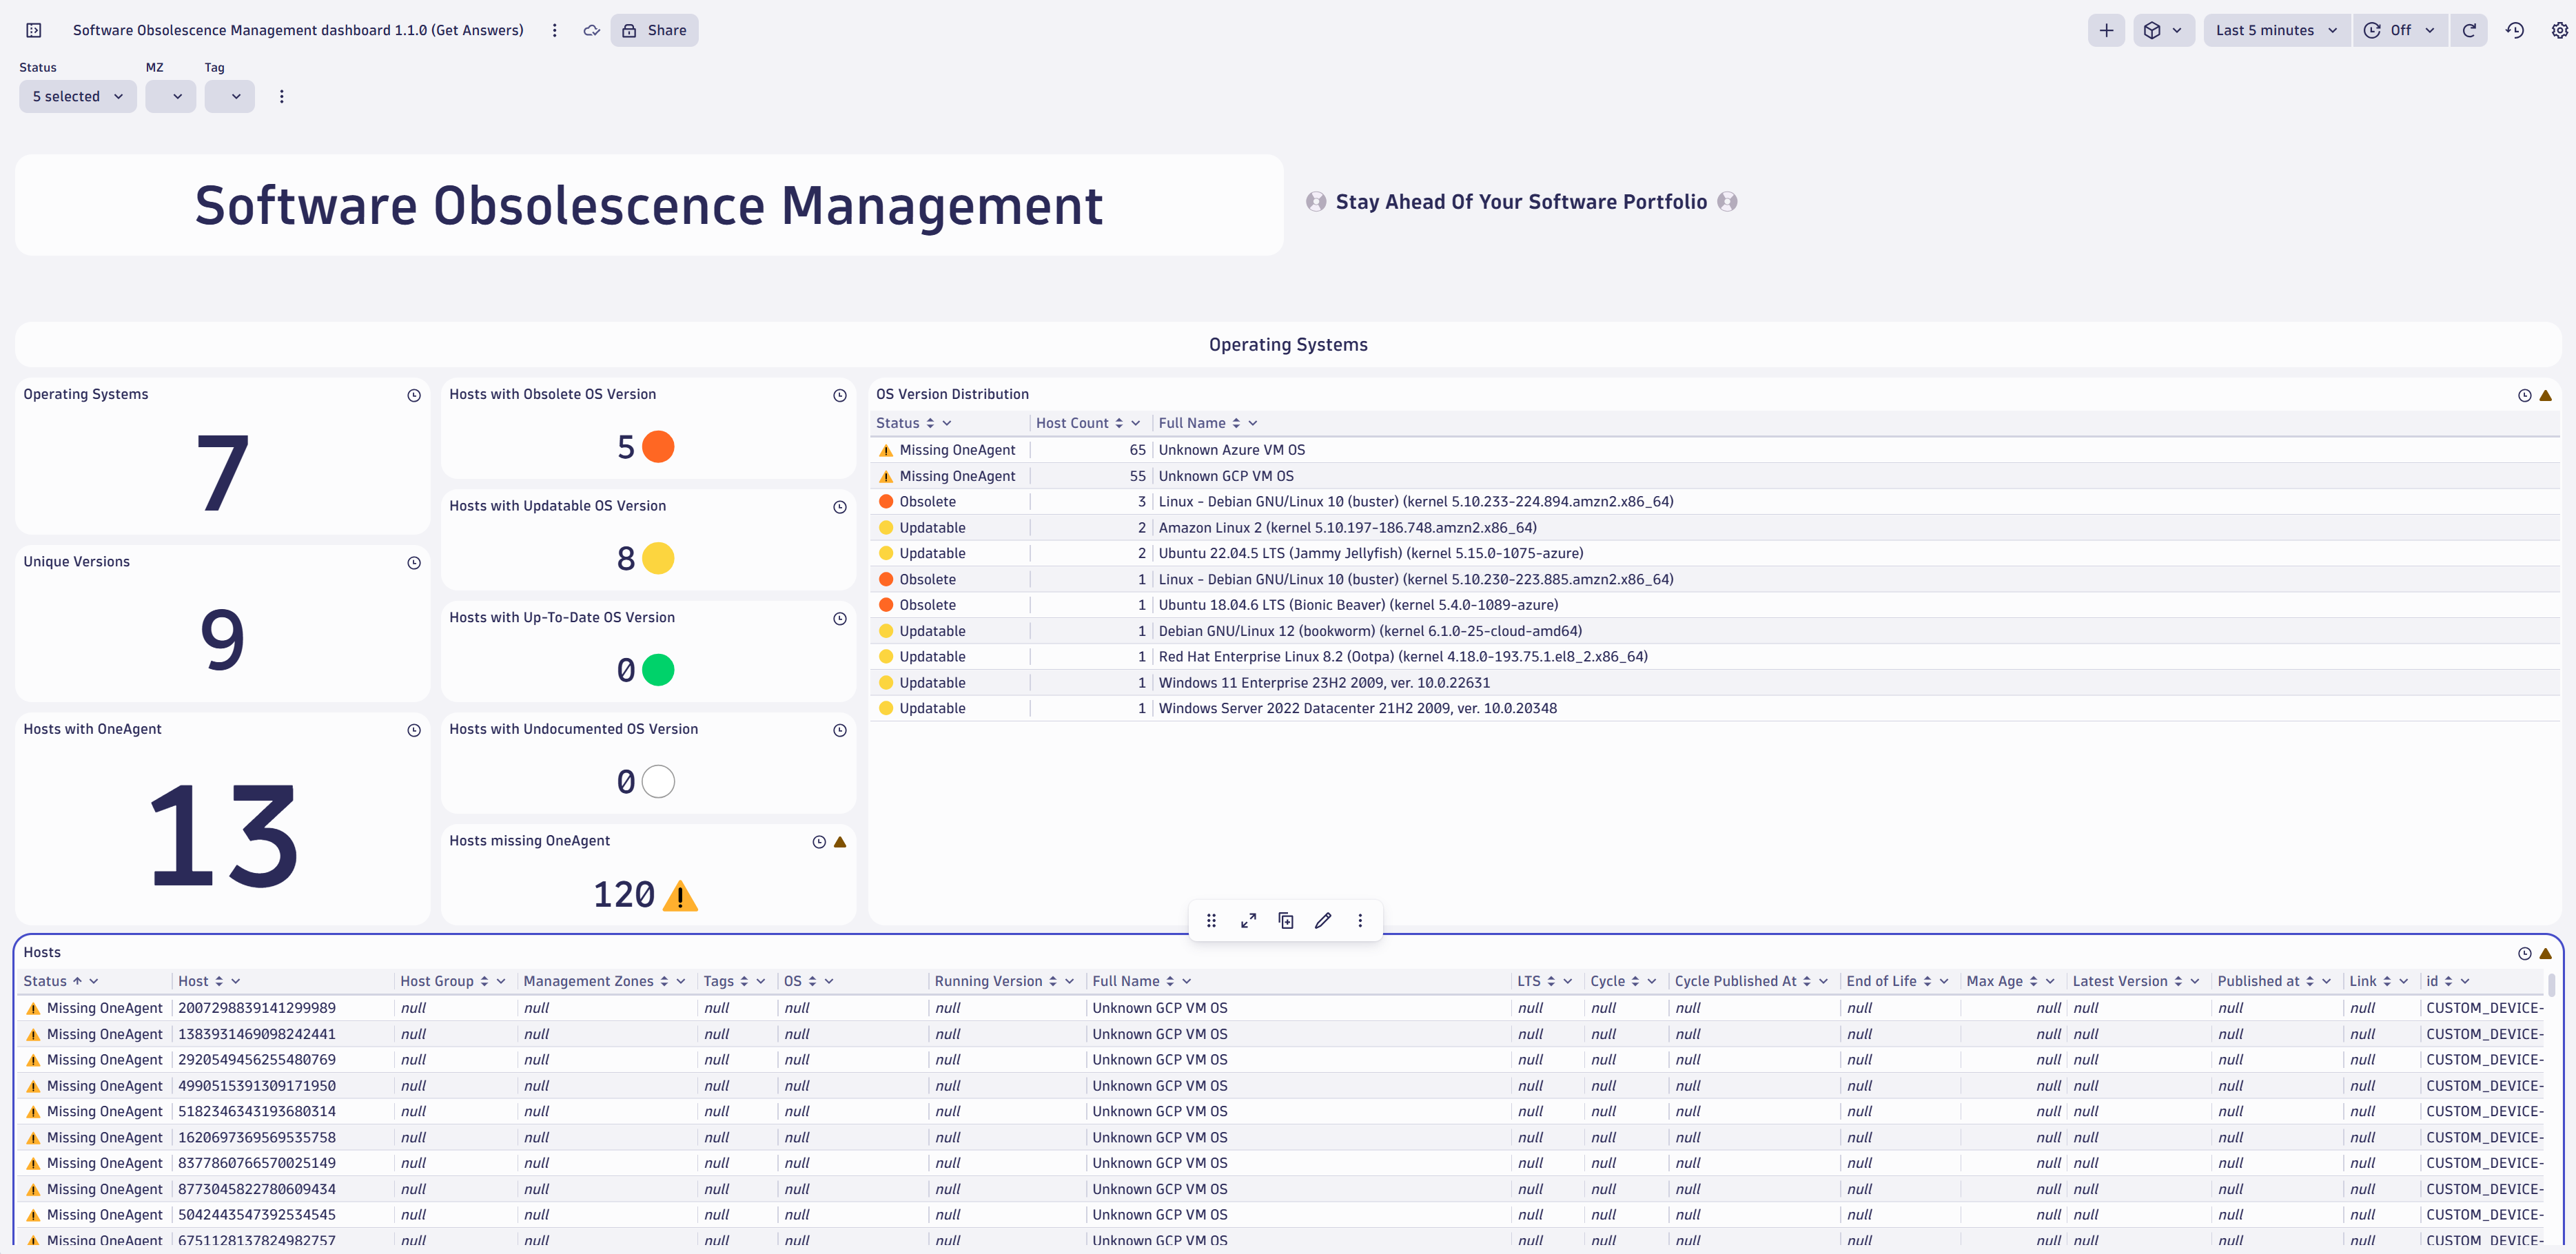 Software Obsolescence Management dashboard 1.1.0 (Get Answers) Share Last 5 minutes Off
Status MZ Tag
5 selected
Software Obsolescence Management
Stay Ahead Of Your Software Portfolio
Operating Systems
Operating Systems
7
Unique Versions
9
Hosts with OneAgent
13
Hosts with Obsolete OS Version
5
Hosts with Updatable OS Version
8
Hosts with Up-To-Date OS Version
0
Hosts with Undocumented OS Version
0
Hosts missing OneAgent
120
OS Version Distribution
Status Host Count Full Name
Missing OneAgent 65 Unknown Azure VM OS
Missing OneAgent 55 Unknown GCP VM OS
Obsolete 3 Linux - Debian GNU/Linux 10 (buster) (kernel 5.10.233-224.894.amzn2.x86_64)
Updatable 2 Amazon Linux 2 (kernel 5.10.197-186.748.amzn2.x86_64)
Updatable 2 Ubuntu 22.04.5 LTS (Jammy Jellyfish) (kernel 5.15.0-1075-azure)
Obsolete 1 Linux - Debian GNU/Linux 10 (buster) (kernel 5.10.230-223.885.amzn2.x86_64)
Obsolete 1 Ubuntu 18.04.6 LTS (Bionic Beaver) (kernel 5.4.0-1089-azure)
Updatable 1 Debian GNU/Linux 12 (bookworm) (kernel 6.1.0-25-cloud-amd64)
Updatable 1 Red Hat Enterprise Linux 8.2 (Ootpa) (kernel 4.18.0-193.75.1.el8_2.x86_64)
Updatable 1 Windows 11 Enterprise 23H2 2009, ver. 10.0.22631
Updatable 1 Windows Server 2022 Datacenter 21H2 2009, ver. 10.0.20348
Hosts
Status Host Host Group Management Zones Tags OS Running Version Full Name LTS Cycle Cycle Published At End of Life Max Age Latest Version Published at Link id
Missing OneAgent 2007298839141299989 null null null null null Unknown GCP VM OS null null null null null null null null CUSTOM_DEVICE-
Missing OneAgent 1383931469098242441 null null null null null Unknown GCP VM OS null null null null null null null null CUSTOM_DEVICE-
Missing OneAgent 2920549456255480769 null null null null null Unknown GCP VM OS null null null null null null null null CUSTOM_DEVICE-
Missing OneAgent 4990515391309171950 null null null null null Unknown GCP VM OS null null null null null null null null CUSTOM_DEVICE-
Missing OneAgent 5182346343193680314 null null null null null Unknown GCP VM OS null null null null null null null null CUSTOM_DEVICE-
Missing OneAgent 1620697369569535758 null null null null null Unknown GCP VM OS null null null null null null null null CUSTOM_DEVICE-
Missing OneAgent 8377860766570025149 null null null null null Unknown GCP VM OS null null null null null null null null CUSTOM_DEVICE-
Missing OneAgent 8773045822780609434 null null null null null Unknown GCP VM OS null null null null null null null null CUSTOM_DEVICE-
Missing OneAgent 5042443547392534545 null null null null null Unknown GCP VM OS null null null null null null null null CUSTOM_DEVICE-
Missing OneAgent 6751128137824982757 null null null null null Unknown GCP VM OS null null null null null null null null CUSTOM_DEVICE-